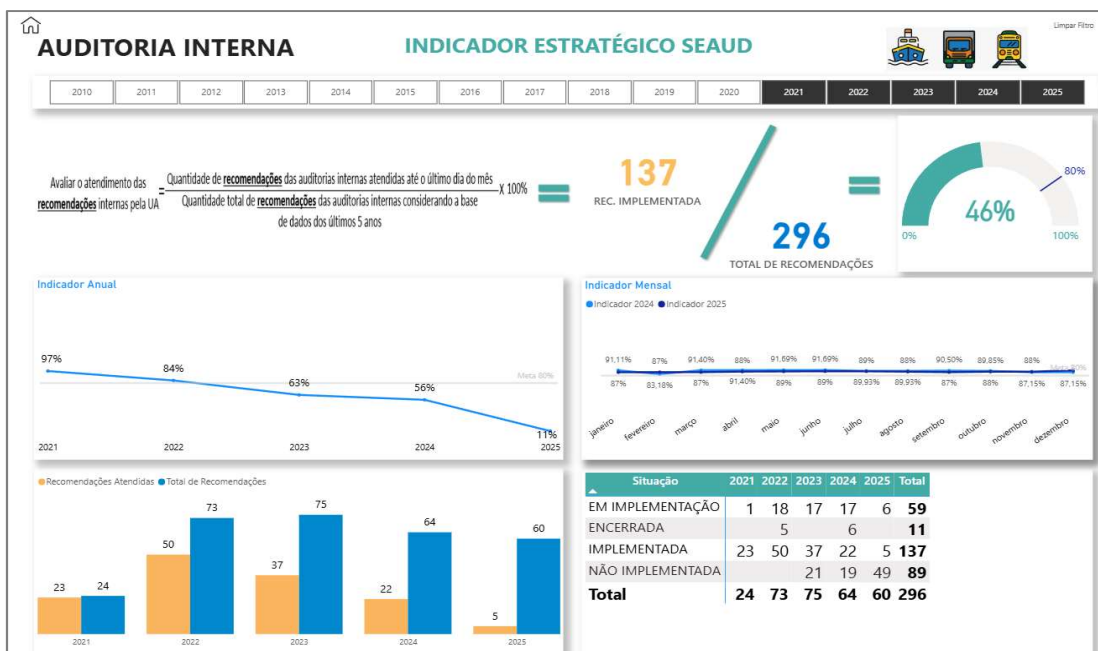 Limpar Filtro
AUDITORIA INTERNA
INDICADOR ESTRATÉGICO SEAUD
2010 2011 2012 2013 2014 2015 2016 2017 2018 2019 2020 2021 2022 2023 2024 2025
Avaliar o atendimento das
recomendações internas pela UA
=
Quantidade de recomendações das auditorias internas atendidas até o último dia do mês
Quantidade total de recomendações das auditorias internas considerando a base
de dados dos últimos 5 anos
X 100%
=
137
REC. IMPLEMENTADA
/
296
TOTAL DE RECOMENDAÇÕES
=
80%
46%
0% 100%
Indicador Anual
97%
84%
63%
56%
11%
Meta 80%
2021 2022 2023 2024 2025
Indicador Mensal
Indicador 2024 Indicador 2025
91,11% 87% 91,40% 88% 91,69% 91,69% 89% 88% 90,50% 89,85% 88%
Meta 80%
87% 83,18% 87% 91,40% 89% 89% 89,93% 89,93% 87% 88% 87,15% 87,15%
janeiro fevereiro março abril maio junho julho agosto setembro outubro novembro dezembro
Recomendações Atendidas Total de Recomendações
23 24 50 73 37 75 22 64 5 60
2021 2022 2023 2024 2025
Situação 2021 2022 2023 2024 2025 Total
EM IMPLEMENTAÇÃO 1 18 17 17 6 59
ENCERRADA 5 6 11
IMPLEMENTADA 23 50 37 22 5 137
NÃO IMPLEMENTADA 21 19 49 89
Total 24 73 75 64 60 296